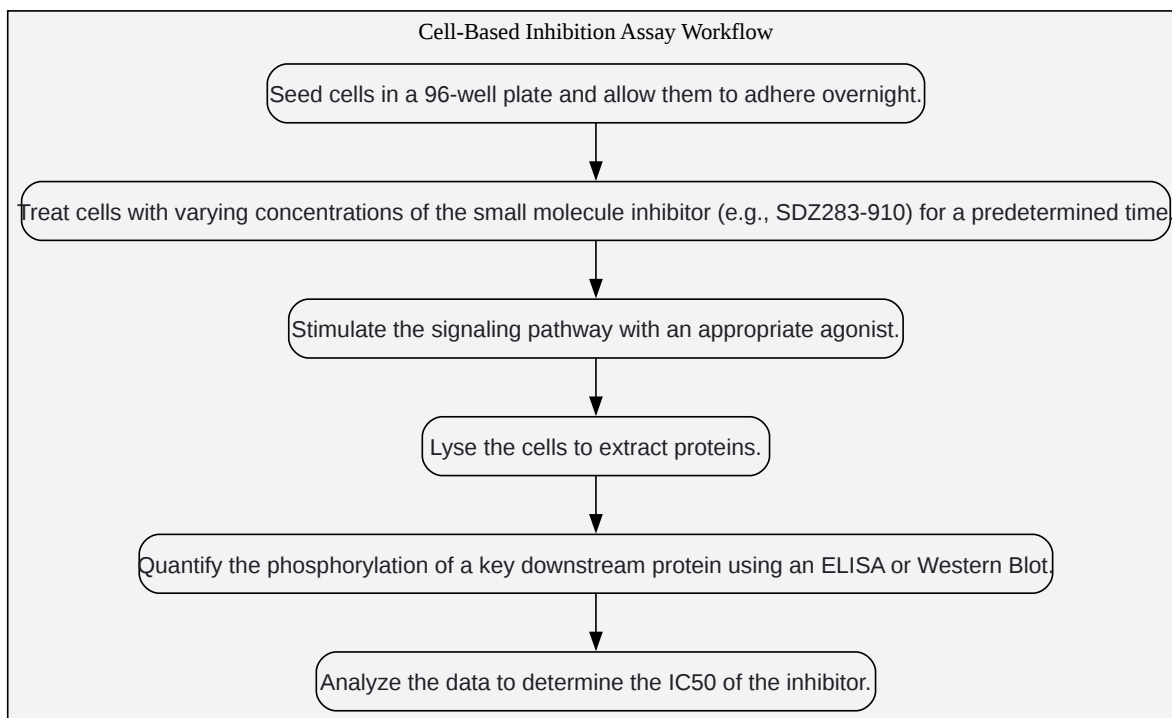 Cell-Based Inhibition Assay Workflow
Seed cells in a 96-well plate and allow them to adhere overnight.
Treat cells with varying concentrations of the small molecule inhibitor (e.g., SDZ283-910) for a predetermined time.
Stimulate the signaling pathway with an appropriate agonist.
Lyse the cells to extract proteins.
Quantify the phosphorylation of a key downstream protein using an ELISA or Western Blot.
Analyze the data to determine the IC50 of the inhibitor.